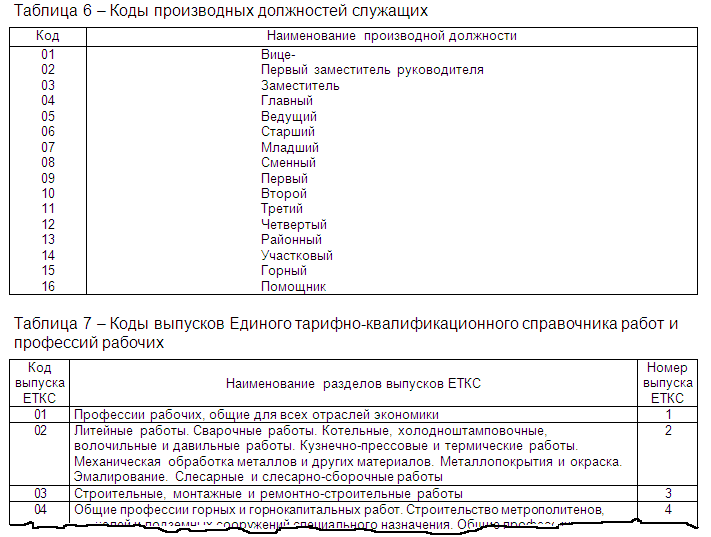 Таблица 6 – Коды производных должностей служащих
Код Наименование производной должности
01 Вице-
02 Первый заместитель руководителя
03 Заместитель
04 Главный
05 Ведущий
06 Старший
07 Младший
08 Сменный
09 Первый
10 Второй
11 Третий
12 Четвертый
13 Районный
14 Участковый
15 Горный
16 Помощник
Таблица 7 – Коды выпусков Единого тарифно-квалификационного справочника работ и
профессий рабочих
Код
выпуска
ЕТКС
Наименование разделов выпусков ЕТКС
Номер
выпуска
ЕТКС
01 Профессии рабочих, общие для всех отраслей экономики 1
02 Литейные работы. Сварочные работы. Котельные, холодноштамповочные, 2
волочильные и давильные работы. Кузнечно-прессовые и термические работы.
Механическая обработка металлов и других материалов. Металлопокрытия и окраска.
Эмалирование. Слесарные и слесарно-сборочные работы
03 Строительные, монтажные и ремонтно-строительные работы 3
04 Общие профессии горных и горнокапитальных работ. Строительство метрополитенов, 4
и подземных сооружений специального назначения. Общие